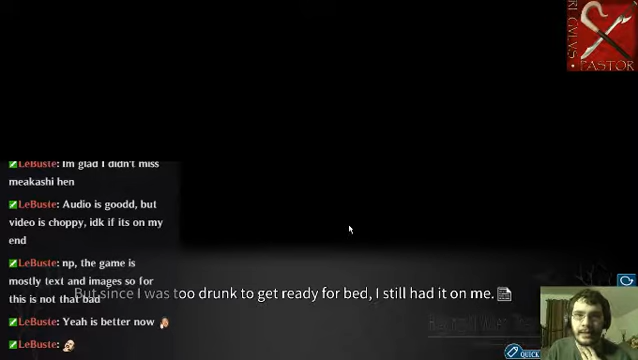 PASTOR
LeBuste: Im glad I didn't miss
meakashi hen
LeBuste: Audio is goodd, but
video is choppy, idk if its on my
end
LeBuste: np, the game is
mostly text and images so for
this is not that bad
But since I was too drunk to get ready for bed, I still had it on me.
LeBuste: Yeah is better now
LeBuste:
QUICK